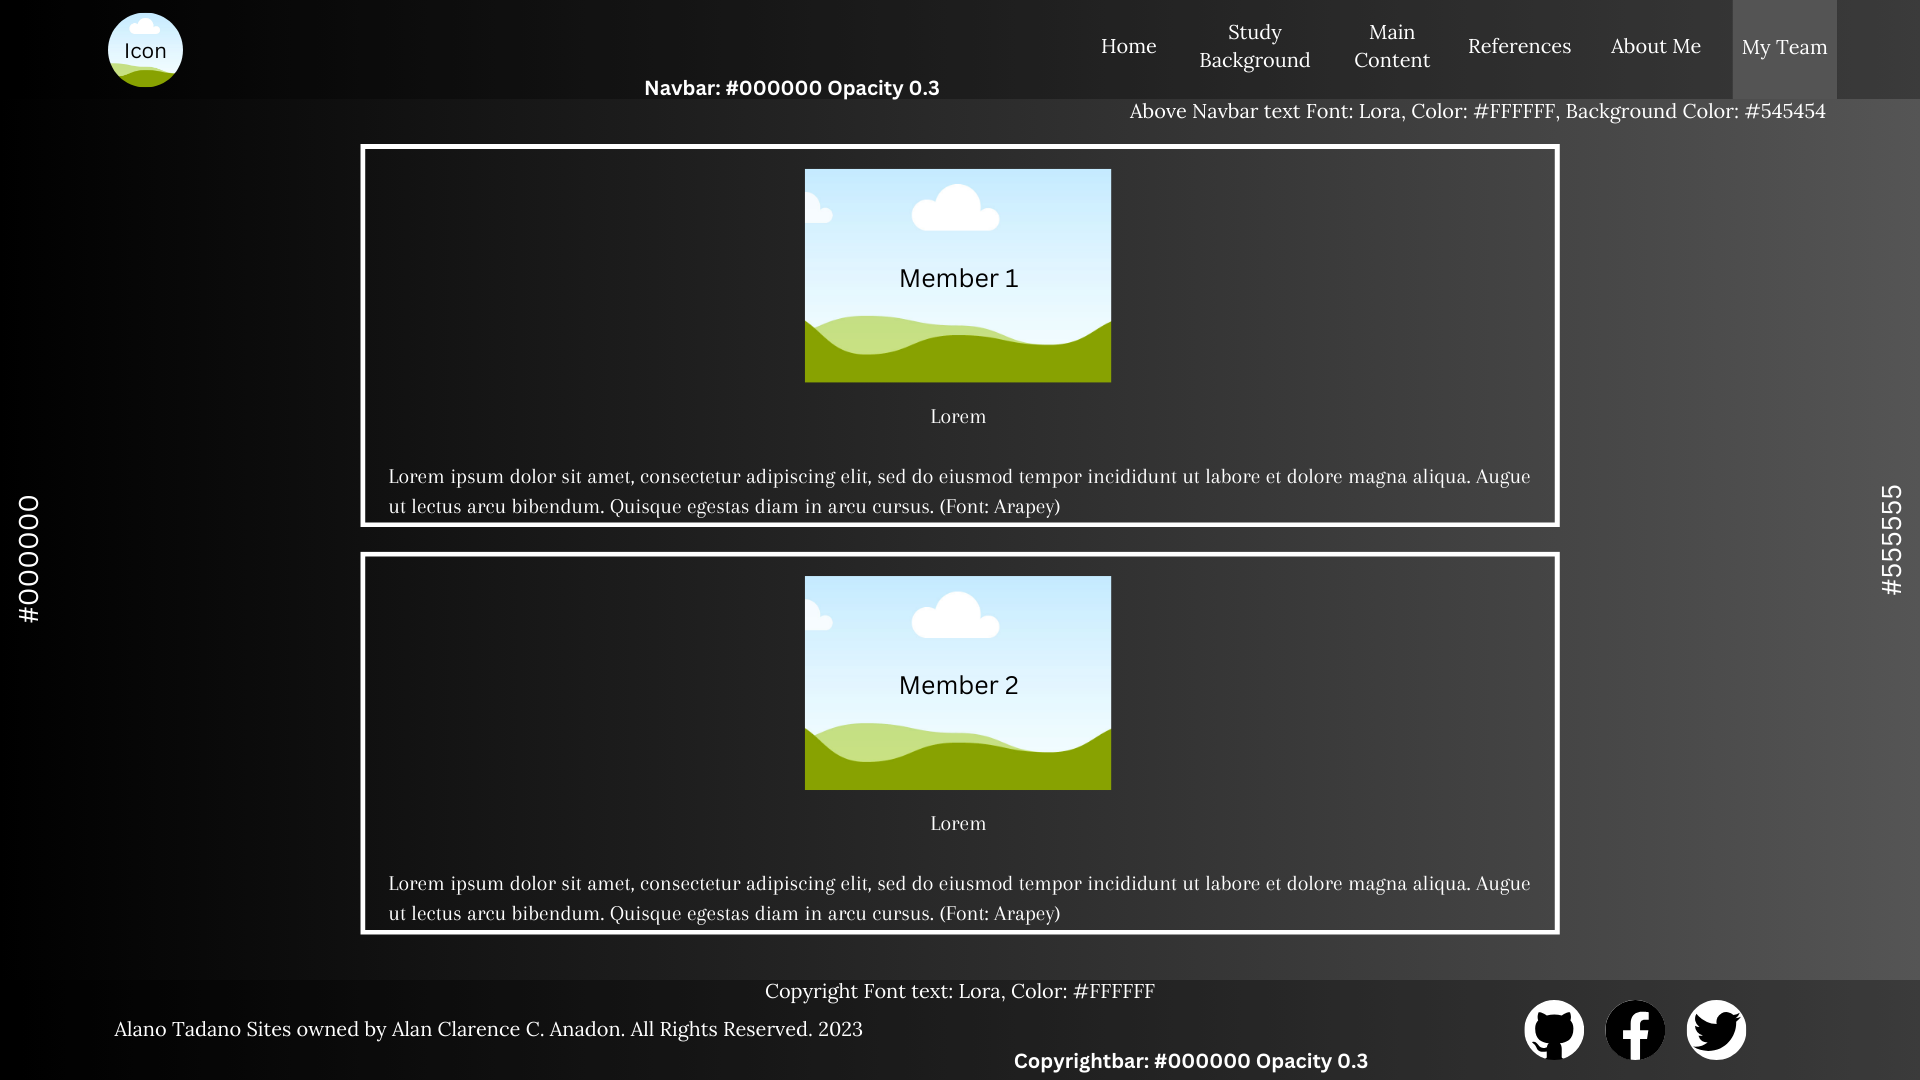 Icon
Home
Study
Background
Main
Content
References
About Me
My Team
Navbar: #000000 Opacity 0.3
Above Navbar text Font: Lora, Color: #FFFFFF, Background Color: #545454
Member 1
Lorem
Lorem ipsum dolor sit amet, consectetur adipiscing elit, sed do eiusmod tempor incididunt ut labore et dolore magna aliqua. Augue
ut lectus arcu bibendum. Quisque egestas diam in arcu cursus. (Font: Arapey)
#000000
#555555
Member 2
Lorem
Lorem ipsum dolor sit amet, consectetur adipiscing elit, sed do eiusmod tempor incididunt ut labore et dolore magna aliqua. Augue
ut lectus arcu bibendum. Quisque egestas diam in arcu cursus. (Font: Arapey)
Copyright Font text: Lora, Color: #FFFFFF
Alano Tadano Sites owned by Alan Clarence C. Anadon. All Rights Reserved. 2023
Copyrightbar: #000000 Opacity 0.3